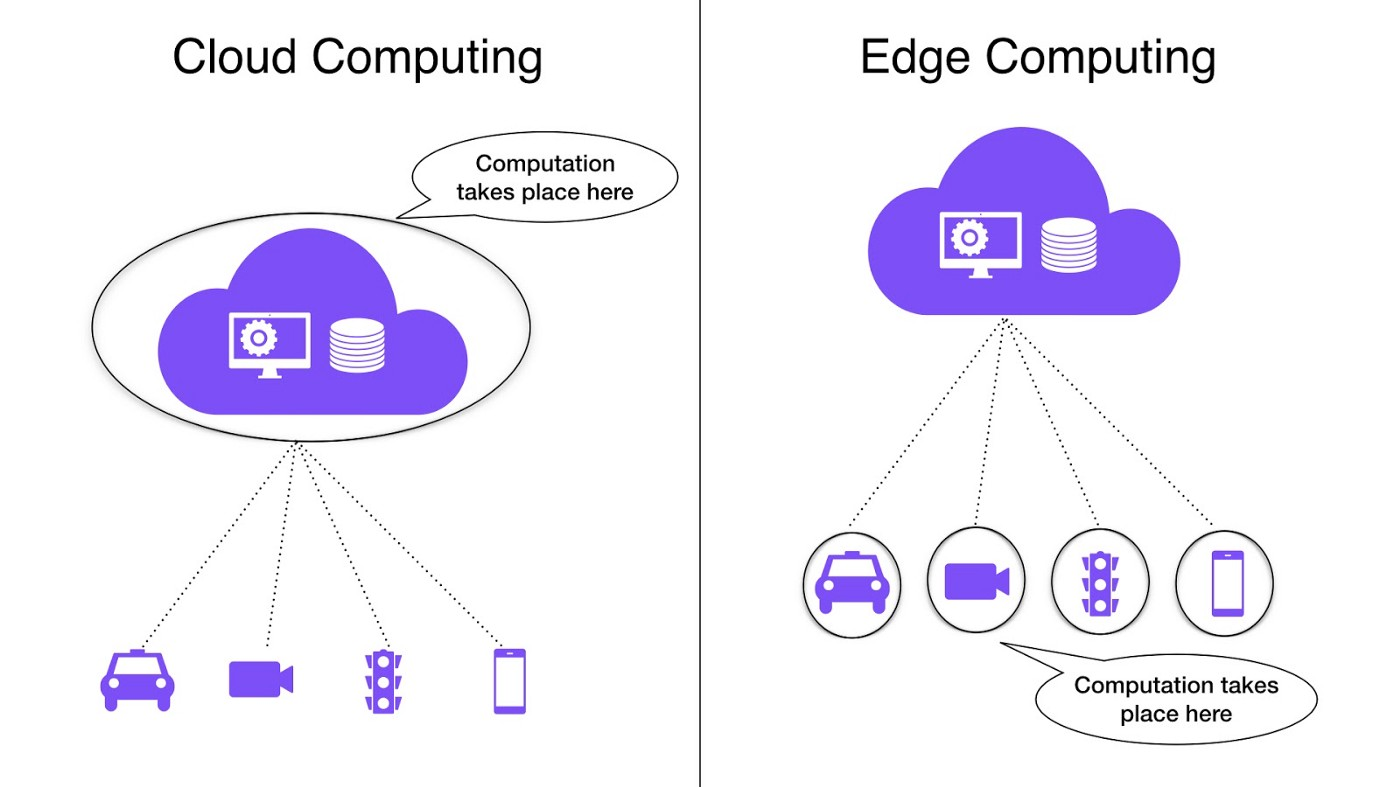 Cloud Computing
Computation
takes place here
Edge Computing
Computation takes
place here